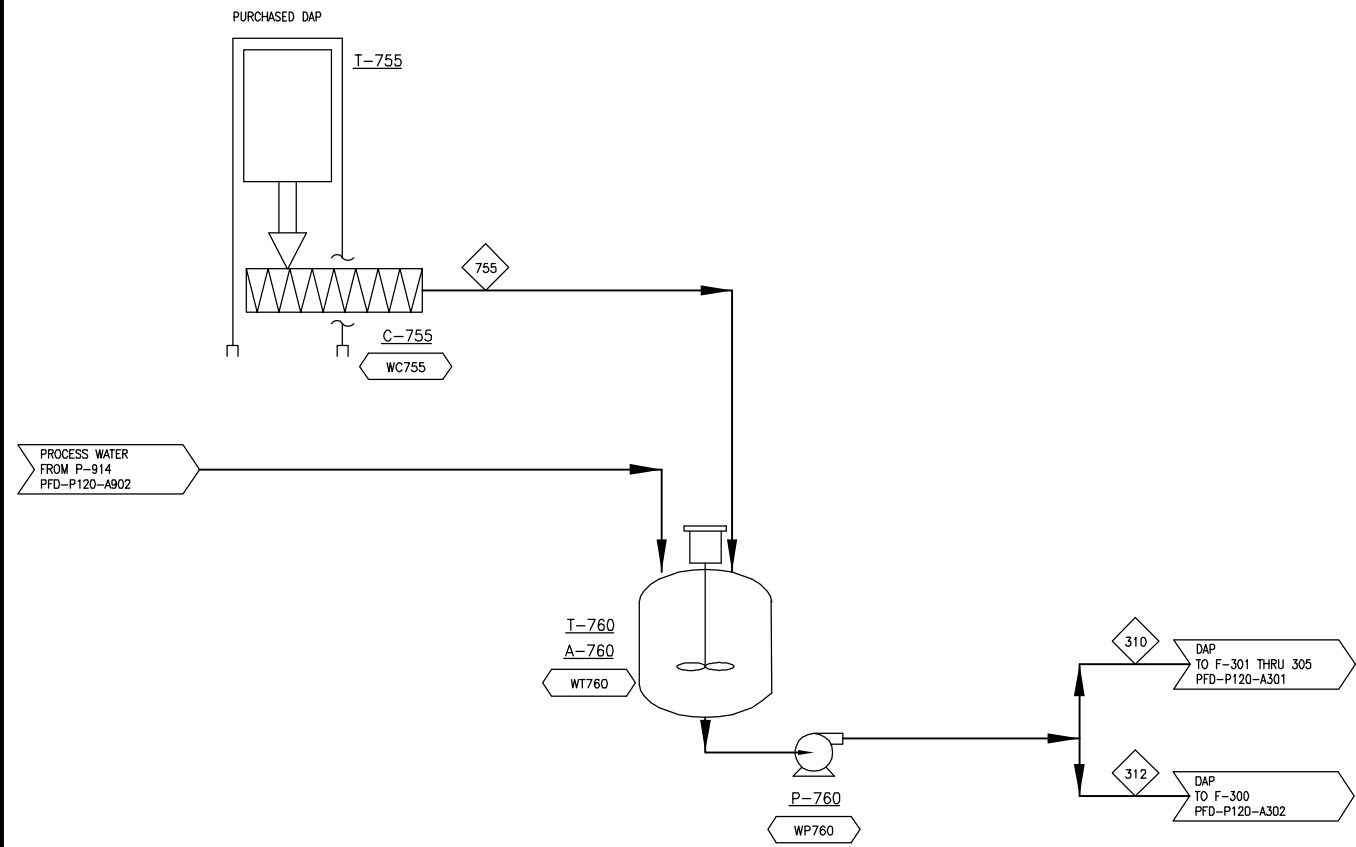 PURCHASED DAP
T-755
755
C-755
WC755
PROCESS WATER
FROM P-914
PFD-P120-A902
T-760
A-760
WT760
310
DAP
TO F-301 THRU 305
PFD-P120-A301
P-760
WP760
312
DAP
TO F-300
PFD-P120-A302